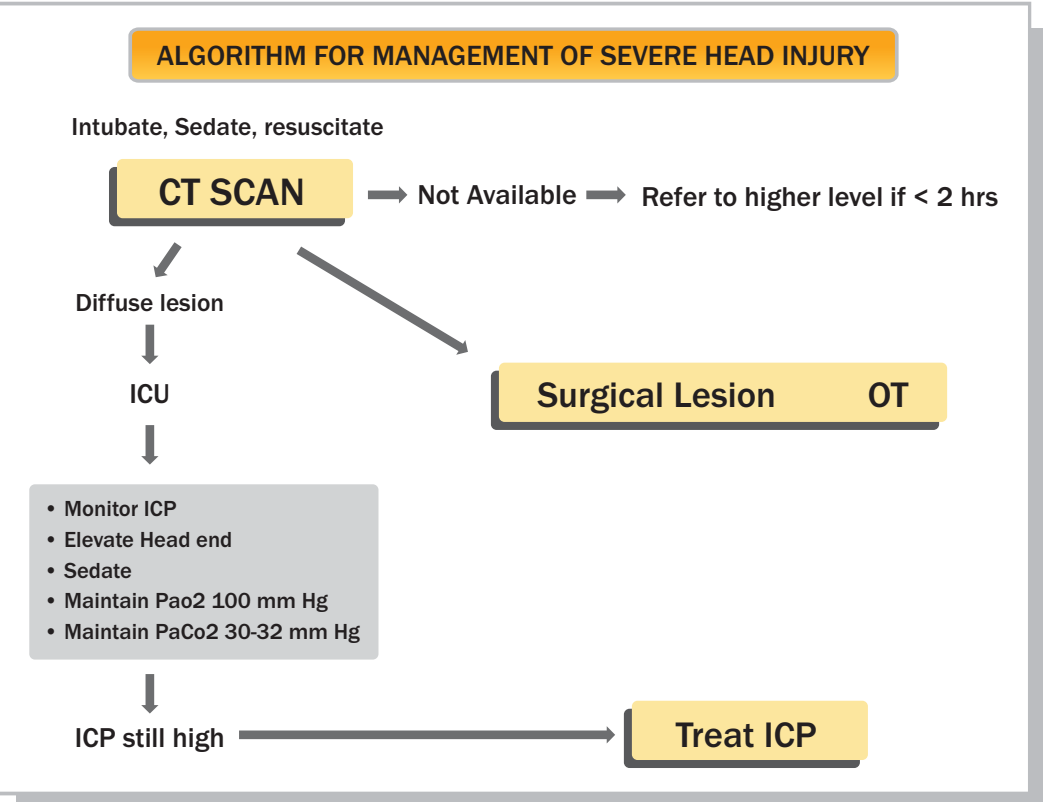 ALGORITHM FOR MANAGEMENT OF SEVERE HEAD INJURY
Intubate, Sedate, resuscitate
CT SCAN
Not Available
Refer to higher level if < 2 hrs
Diffuse lesion
ICU
Surgical Lesion OT
• Monitor ICP
• Elevate Head end
• Sedate
• Maintain Pao2 100 mm Hg
• Maintain PaCo2 30-32 mm Hg
ICP still high
Treat ICP